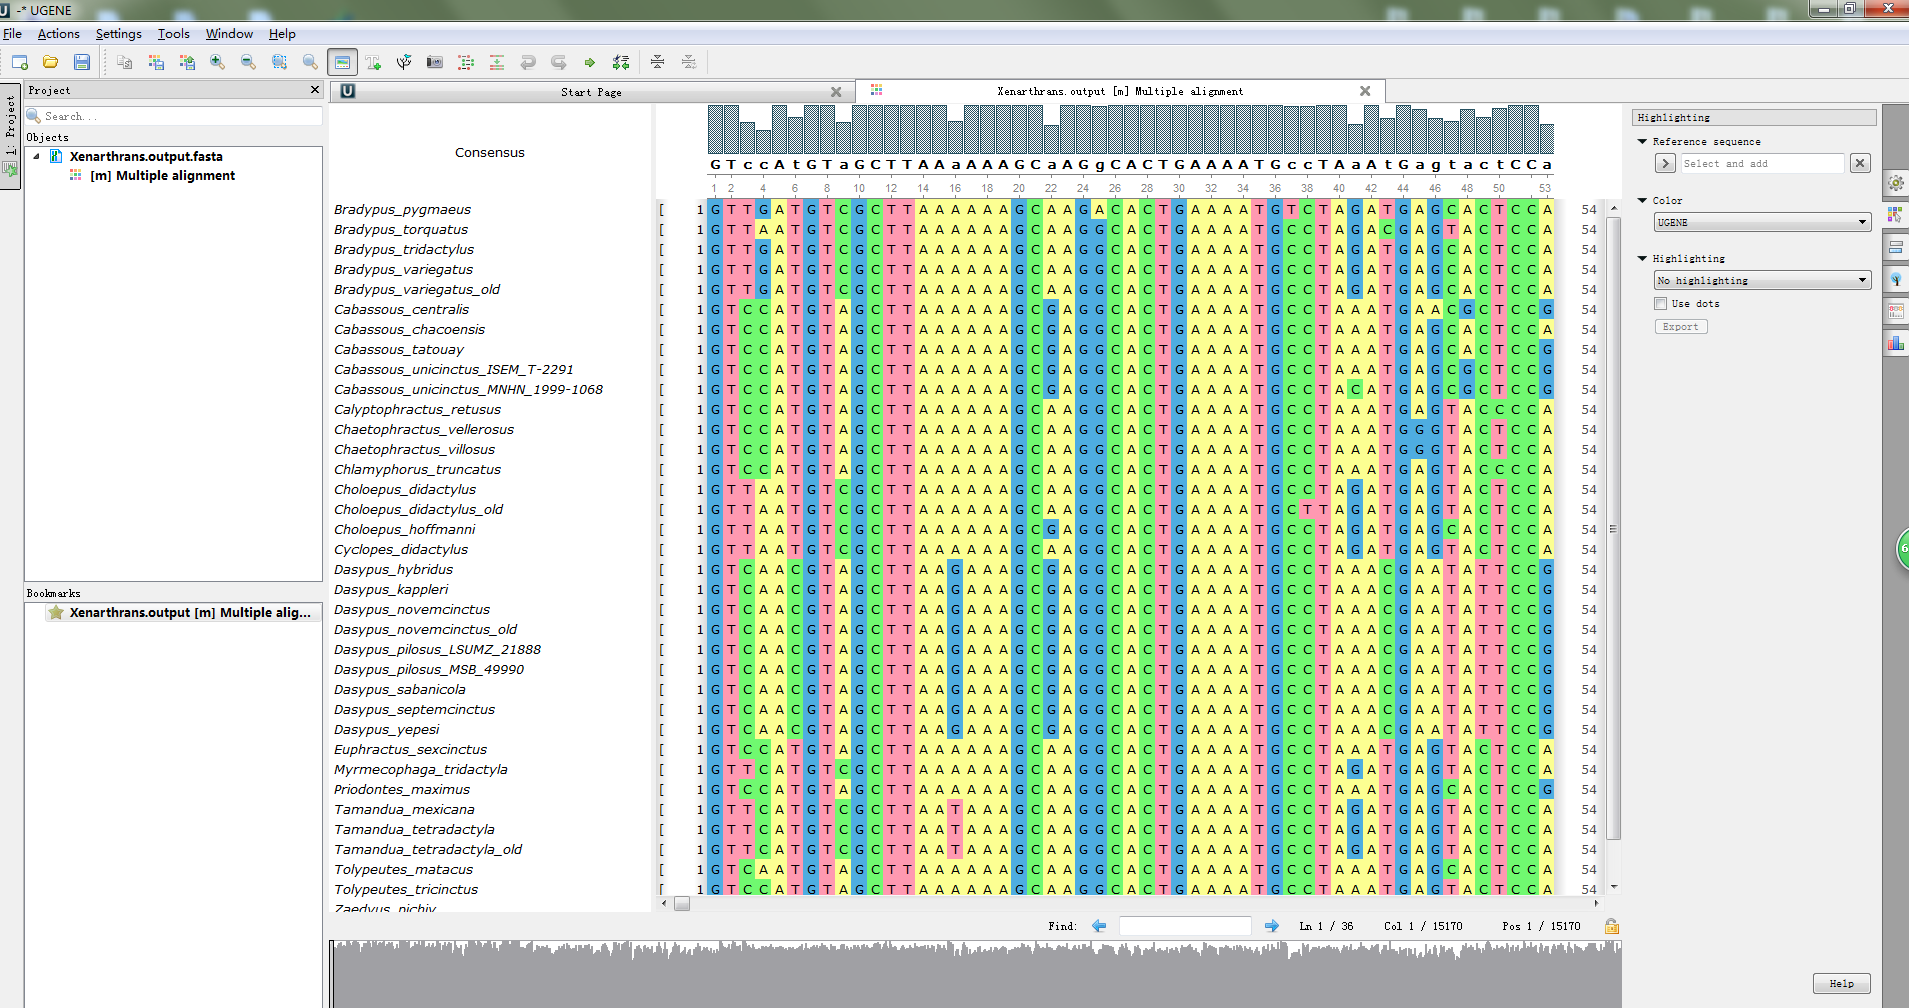 -* UGENE
File Actions Settings Tools Window Help
1: Project
Project
Search...
Objects
Xenarthrans.output.fasta
[m] Multiple alignment
Bookmarks
Xenarthrans.output [m] Multiple alig...
Start Page
Xenarthrans.output [m] Multiple alignment
Consensus
GTccAtGTaGCTTAAaAAAGCaAGgCACTGAAAATGccTAaAtGagtactCCa
1 2 4 6 8 10 12 14 16 18 20 22 24 26 28 30 32 34 36 38 40 42 44 46 48 50 53
Bradypus_pygmaeus [ 1 GTTGATGTCGCTTAAAAAAGCAAGACACTGAAAATGTCTAGATGAGCACTCCA 54
Bradypus_torquatus [ 1 GTTAATGTCGCTTAAAAAAGCAAGGCACTGAAAATGCCTAGACGAGTACTCCA 54
Bradypus_tridactylus [ 1 GTTGATGTCGCTTAAAAAAGCAAGGCACTGAAAATGCCTAGATGAGCACTCCA 54
Bradypus_variegatus [ 1 GTTGATGTCGCTTAAAAAAGCAAGGCACTGAAAATGCCTAGATGAGCACTCCA 54
Bradypus_variegatus_old [ 1 GTTGATGTCGCTTAAAAAAGCAAGGCACTGAAAATGCCTAGATGAGCACTCCA 54
Cabassous_centralis [ 1 GTCCATGTAGCTTAAAAAAGCGAGGCACTGAAAATGCCTAAATGAACGCTCCG 54
Cabassous_chacoensis [ 1 GTCCATGTAGCTTAAAAAAGCAAGGCACTGAAAATGCCTAAATGAGCACTCCA 54
Cabassous_tatouay [ 1 GTCCATGTAGCTTAAAAAAGCGAGGCACTGAAAATGCCTAAATGAGCACTCCG 54
Cabassous_unicinctus_ISEM_T-2291 [ 1 GTCCATGTAGCTTAAAAAAGCGAGGCACTGAAAATGCCTAAATGAGCGCTCCG 54
Cabassous_unicinctus_MNHN_1999-1068 [ 1 GTCCATGTAGCTTAAAAAAGCGAGGCACTGAAAATGCCTACATGAGCGCTCCG 54
Calyptophractus_retusus [ 1 GTCCATGTAGCTTAAAAAAGCAAGGCACTGAAAATGCCTAAATGAGTACCCCA 54
Chaetophractus_vellerosus [ 1 GTCCATGTAGCTTAAAAAAGCAAGGCACTGAAAATGCCTAAATGGGTACTCCA 54
Chaetophractus_villosus [ 1 GTCCATGTAGCTTAAAAAAGCAAGGCACTGAAAATGCCTAAATGGGTACTCCA 54
Chlamyphorus_truncatus [ 1 GTCCATGTAGCTTAAAAAAGCAAGGCACTGAAAATGCCTAAATGAGTACCCCA 54
Choloepus_didactylus [ 1 GTTAATGTCGCTTAAAAAAGCAAGGCACTGAAAATGCCTAGATGAGTACTCCA 54
Choloepus_didactylus_old [ 1 GTTAATGTCGCTTAAAAAAGCAAGGCACTGAAAATGCTTAGATGAGTACTCCA 54
Choloepus_hoffmanni [ 1 GTTAATGTCGCTTAAAAAAGCGAGGCACTGAAAATGCCTAGATGAGCACTCCA 54
Cyclopes_didactylus [ 1 GTTAATGTCGCTTAAAAAAGCAAGGCACTGAAAATGCCTAGATGAGTACTCCA 54
Dasypus_hybridus [ 1 GTCAACGTAGCTTAAGAAAGCGAGGCACTGAAAATGCCTAAACGAATATTCCG 54
Dasypus_kappleri [ 1 GTCAACGTAGCTTAAGAAAGCGAGGCACTGAAAATGCCTAAACGAATATTCCG 54
Dasypus_novemcinctus [ 1 GTCAACGTAGCTTAAGAAAGCGAGGCACTGAAAATGCCTAAACGAATATTCCG 54
Dasypus_novemcinctus_old [ 1 GTCAACGTAGCTTAAGAAAGCGAGGCACTGAAAATGCCTAAACGAATATTCCG 54
Dasypus_pilosus_LSUMZ_21888 [ 1 GTCAACGTAGCTTAAGAAAGCGAGGCACTGAAAATGCCTAAACGAATATTCCG 54
Dasypus_pilosus_MSB_49990 [ 1 GTCAACGTAGCTTAAGAAAGCGAGGCACTGAAAATGCCTAAACGAATATTCCG 54
Dasypus_sabanicola [ 1 GTCAACGTAGCTTAAGAAAGCGAGGCACTGAAAATGCCTAAACGAATATTCCG 54
Dasypus_septemcinctus [ 1 GTCAACGTAGCTTAAGAAAGCGAGGCACTGAAAATGCCTAAACGAATATTCCG 54
Dasypus_yepesi [ 1 GTCAACGTAGCTTAAGAAAGCGAGGCACTGAAAATGCCTAAACGAATATTCCG 54
Euphractus_sexcinctus [ 1 GTCCATGTAGCTTAAAAAAGCAAGGCACTGAAAATGCCTAAATGAGTACTCCA 54
Myrmecophaga_tridactyla [ 1 GTTCATGTCGCTTAAAAAAGCAAGGCACTGAAAATGCCTAGATGAGTACTCCA 54
Priodontes_maximus [ 1 GTCCATGTAGCTTAAAAAAGCAAGGCACTGAAAATGCCTAAATGAGCACTCCG 54
Tamandua_mexicana [ 1 GTTCATGTCGCTTAATAAAGCAAGGCACTGAAAATGCCTAGATGAGTACTCCA 54
Tamandua_tetradactyla [ 1 GTTCATGTCGCTTAATAAAGCAAGGCACTGAAAATGCCTAGATGAGTACTCCA 54
Tamandua_tetradactyla_old [ 1 GTTCATGTCGCTTAATAAAGCAAGGCACTGAAAATGCCTAGATGAGTACTCCA 54
Tolypeutes_matacus [ 1 GTCAATGTAGCTTAAAAAAGCAAGGCACTGAAAATGCCTAAATGAGCACTCCA 54
Tolypeutes_tricinctus [ 1 GTCCATGTAGCTTAAAAAAGCAAGGCACTGAAAATGCCTAAATGAGTACTCCA 54
Zaedyus_pichiy
Find: Ln 1 / 36 Col 1 / 15170 Pos 1 / 15170
Highlighting
Reference sequence
Select and add
Color
UGENE
Highlighting
No highlighting
Use dots
Export
Help